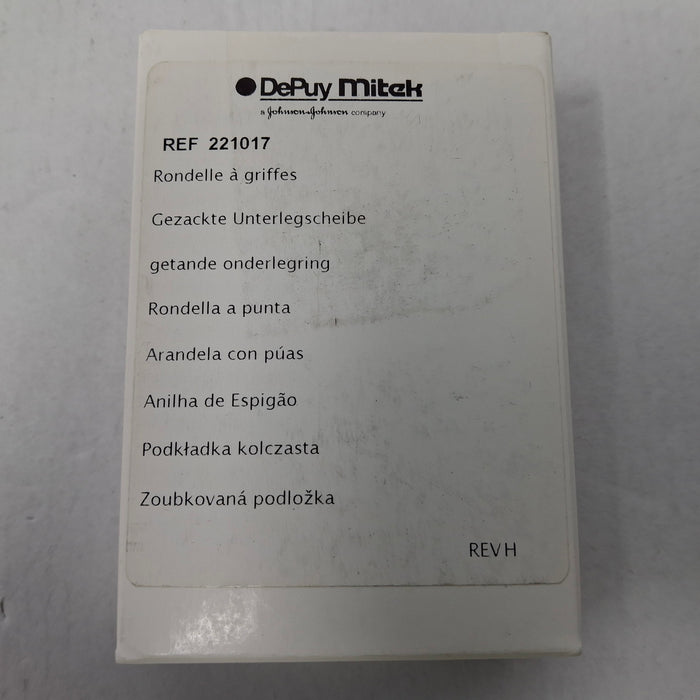 DePuy Mitek
a Johnson & Johnson company
REF 221017
Rondelle à griffes
Gezackte Unterlegscheibe
getande onderlegring
Rondella a punta
Arandela con púas
Anilha de Espigão
Podkładka kolczasta
Zoubkovaná podložka
REV H